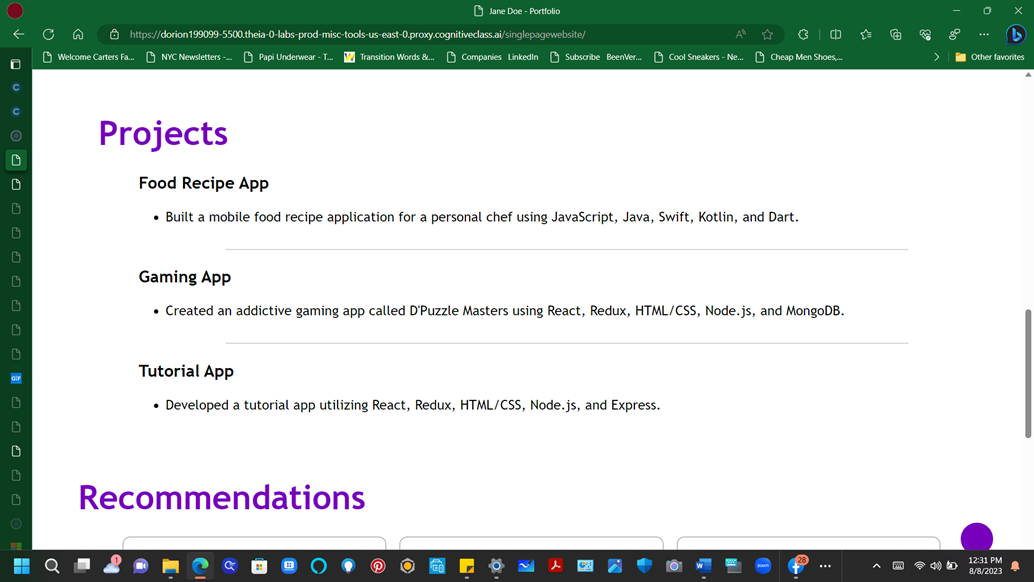 Jane Doe - Portfolio
https://dorion199099-5500.theia-0-labs-prod-misc-tools-us-east-0.proxy.cognitiveclass.ai/singlepagewebsite/
Welcome Carters Fa... NYC Newsletters -... Papi Underwear - T... Transition Words &... Companies LinkedIn Subscribe BeenVer... Cool Sneakers - Ne... Cheap Men Shoes,... Other favorites
Projects
Food Recipe App
• Built a mobile food recipe application for a personal chef using JavaScript, Java, Swift, Kotlin, and Dart.
Gaming App
• Created an addictive gaming app called D'Puzzle Masters using React, Redux, HTML/CSS, Node.js, and MongoDB.
Tutorial App
• Developed a tutorial app utilizing React, Redux, HTML/CSS, Node.js, and Express.
GIF
Recommendations
1
zoom
28
12:31 PM
8/8/2023